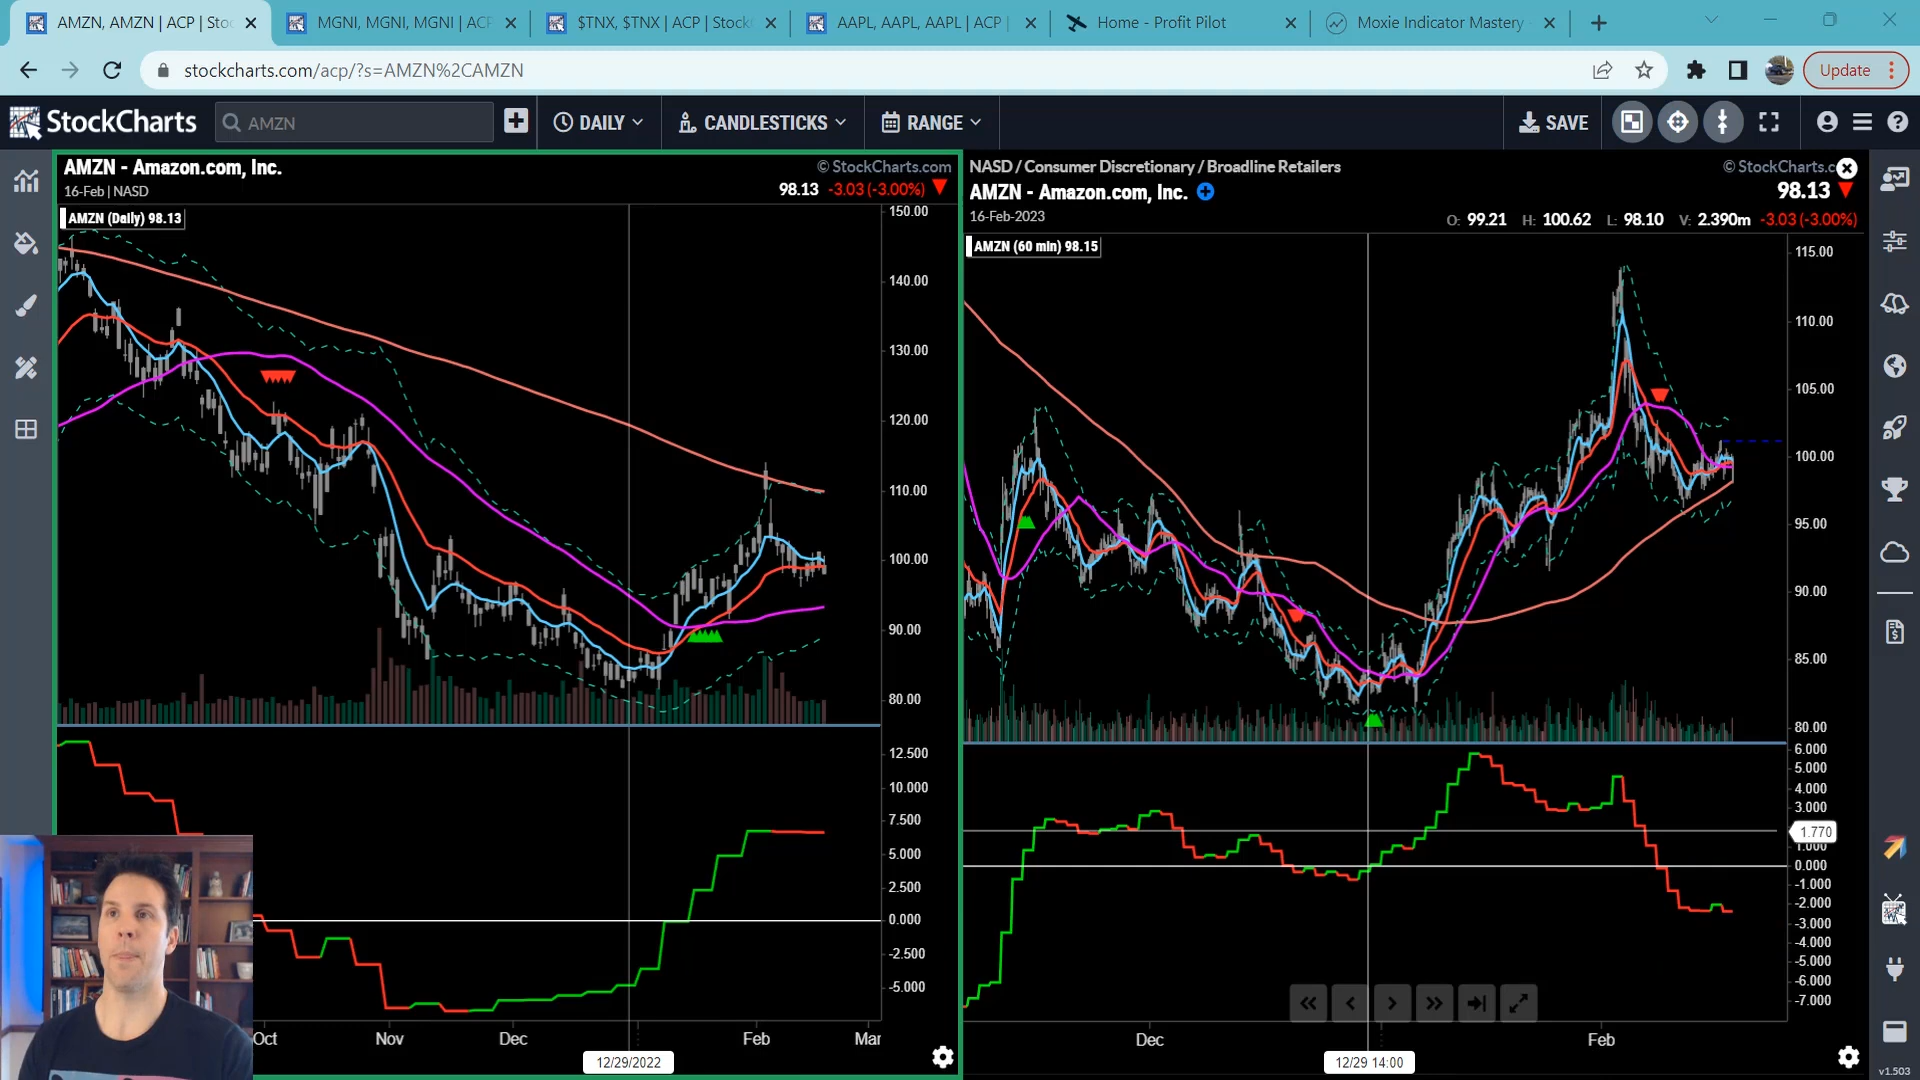 AMZN, AMZN | ACP | Stoc
MGNI, MGNI, MGNI | ACP
$TNX, $TNX | ACP | Stock
AAPL, AAPL, AAPL | ACP |
Home - Profit Pilot
Moxie Indicator Mastery
stockcharts.com/acp/?s=AMZN%2CAMZN
Update
StockCharts
AMZN
DAILY
CANDLESTICKS
RANGE
SAVE
AMZN - Amazon.com, Inc.
© StockCharts.com
16-Feb | NASD
98.13 -3.03 (-3.00%)
AMZN (Daily) 98.13
150.00
140.00
130.00
120.00
110.00
100.00
90.00
80.00
12.500
10.000
7.500
5.000
2.500
0.000
-2.500
-5.000
Oct
Nov
Dec
Feb
Mar
12/29/2022
NASD / Consumer Discretionary / Broadline Retailers
© StockCharts.c
AMZN - Amazon.com, Inc.
98.13
16-Feb-2023
O: 99.21 H: 100.62 L: 98.10 V: 2.390m -3.03 (-3.00%)
AMZN (60 min) 98.15
115.00
110.00
105.00
100.00
95.00
90.00
85.00
80.00
6.000
5.000
4.000
3.000
1.770
1.000
0.000
-1.000
-2.000
-3.000
-4.000
-5.000
-6.000
-7.000
Dec
Feb
12/29 14:00
v1.503